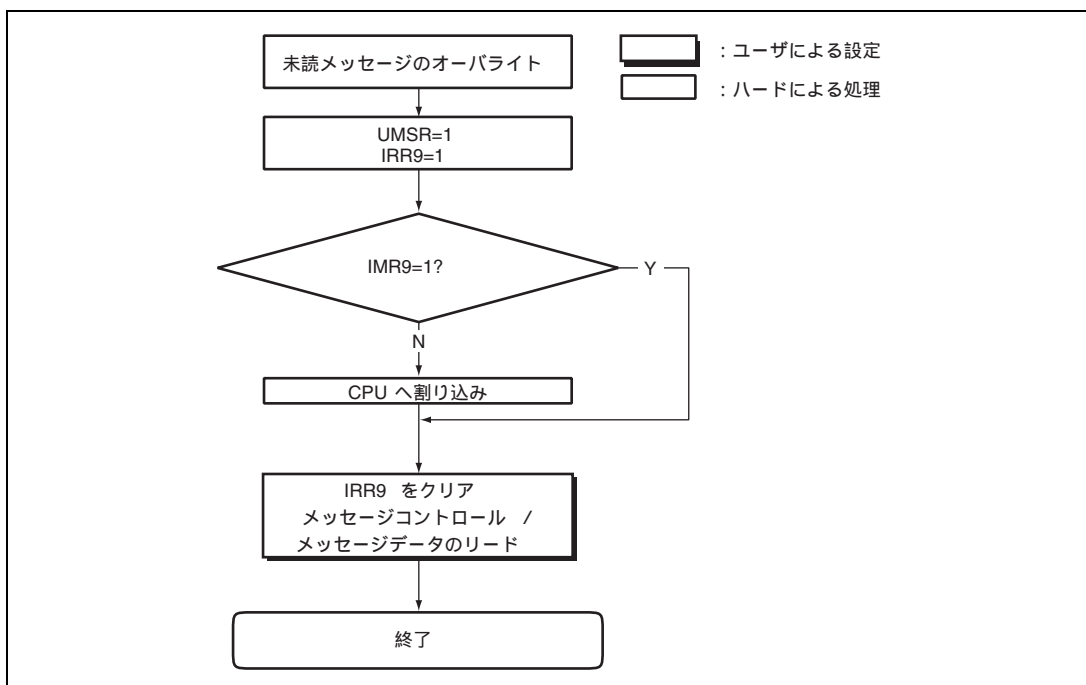 未読メッセージのオーバライト
：ユーザによる設定
：ハードによる処理
UMSR=1
IRR9=1
IMR9=1?
Y
N
CPU へ割り込み
IRR9 をクリア
メッセージコントロール /
メッセージデータのリード
終了